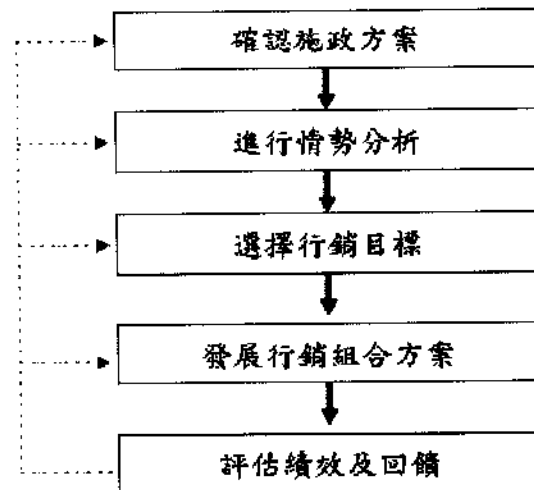 確認施政方案
進行情勢分析
選擇行銷目標
發展行銷組合方案
評估績效及回饋